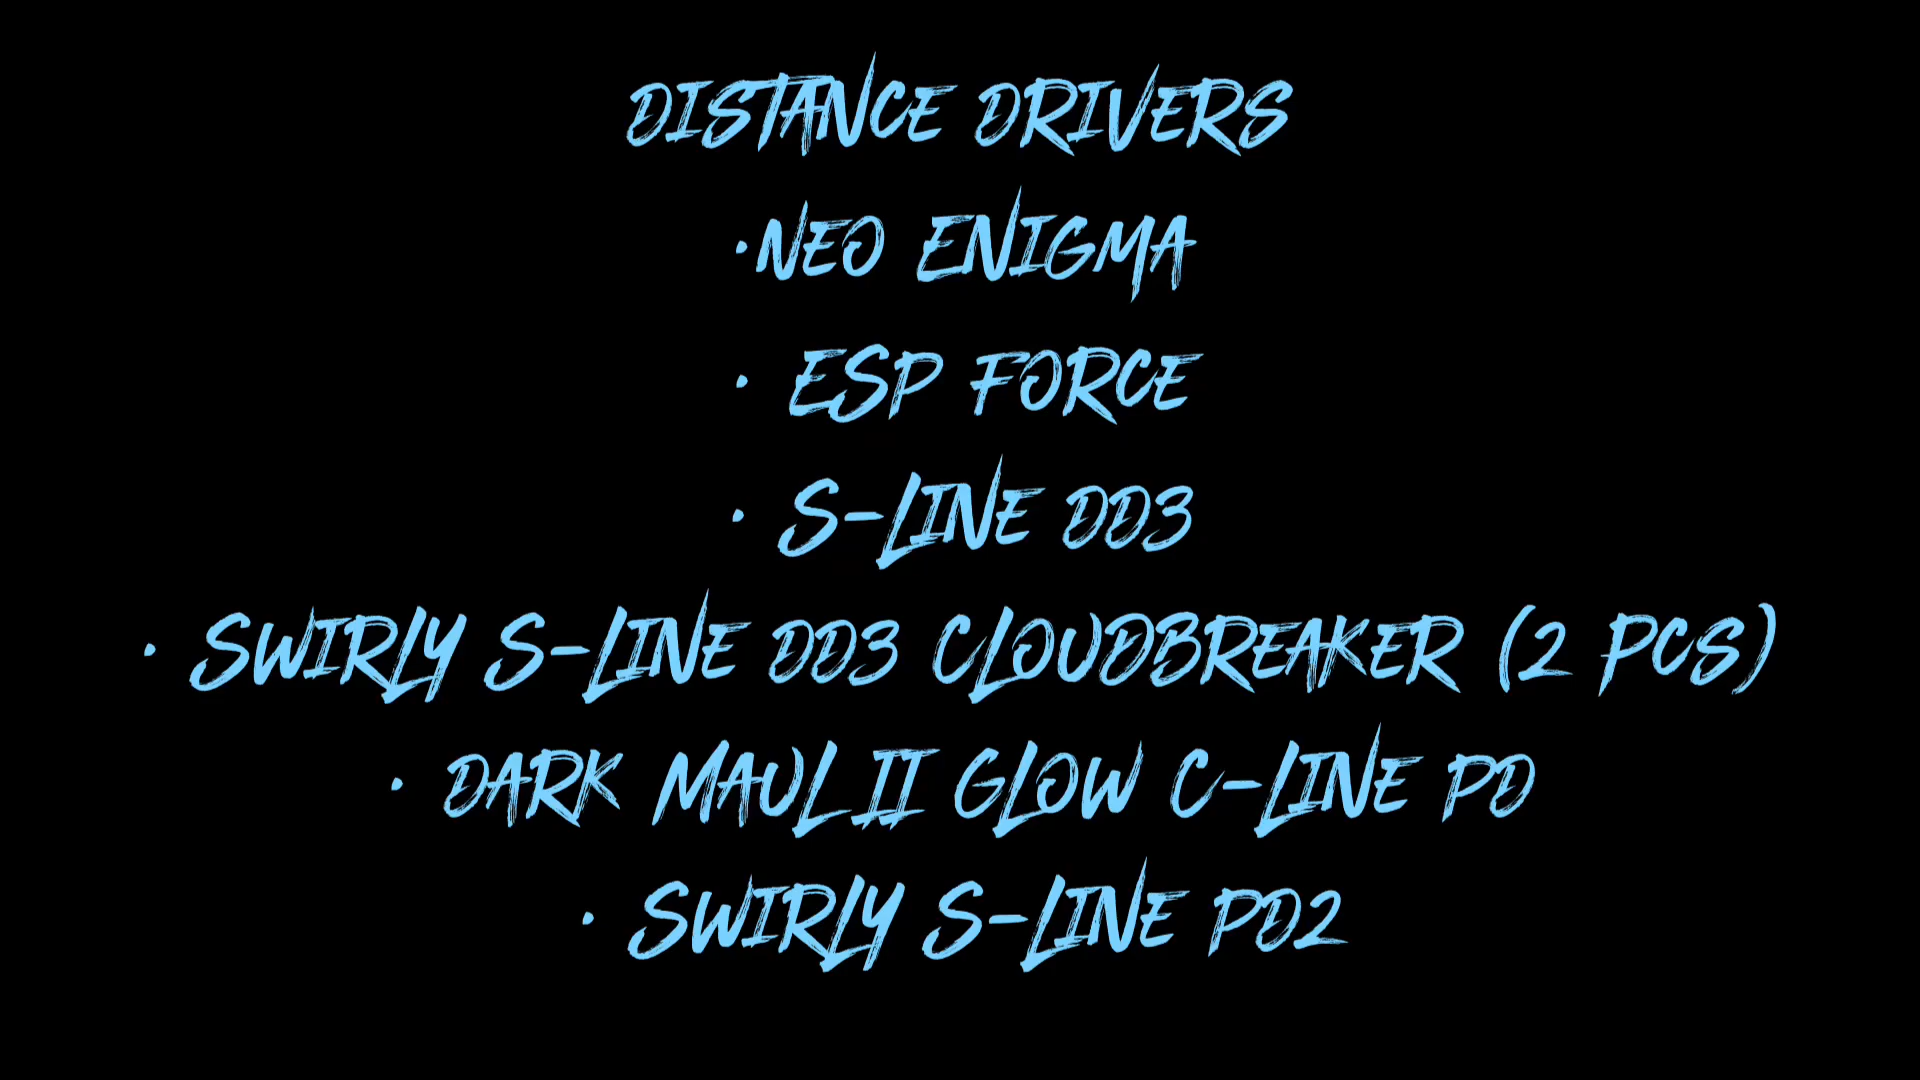 DISTANCE DRIVERS
•NEO ENIGMA
• ESP FORCE
• S-LINE DD3
• SWIRLY S-LINE DD3 CLOUDBREAKER (2 PCS)
• DARK MAUL II GLOW C-LINE PD
• SWIRLY S-LINE PD2